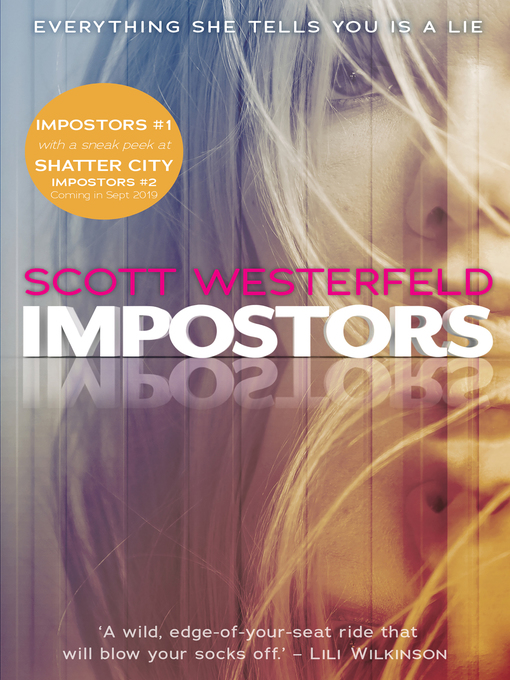 EVERYTHING SHE TELLS YOU IS A LIE
IMPOSTORS #1
with a sneak peek at
SHATTER CITY
IMPOSTORS #2
Coming in Sept 2019
SCOTT WESTERFELD
IMPOSTORS
IMPOSTORS
‘A wild, edge-of-your-seat ride that
will blow your socks off.’ – LILI WILKINSON